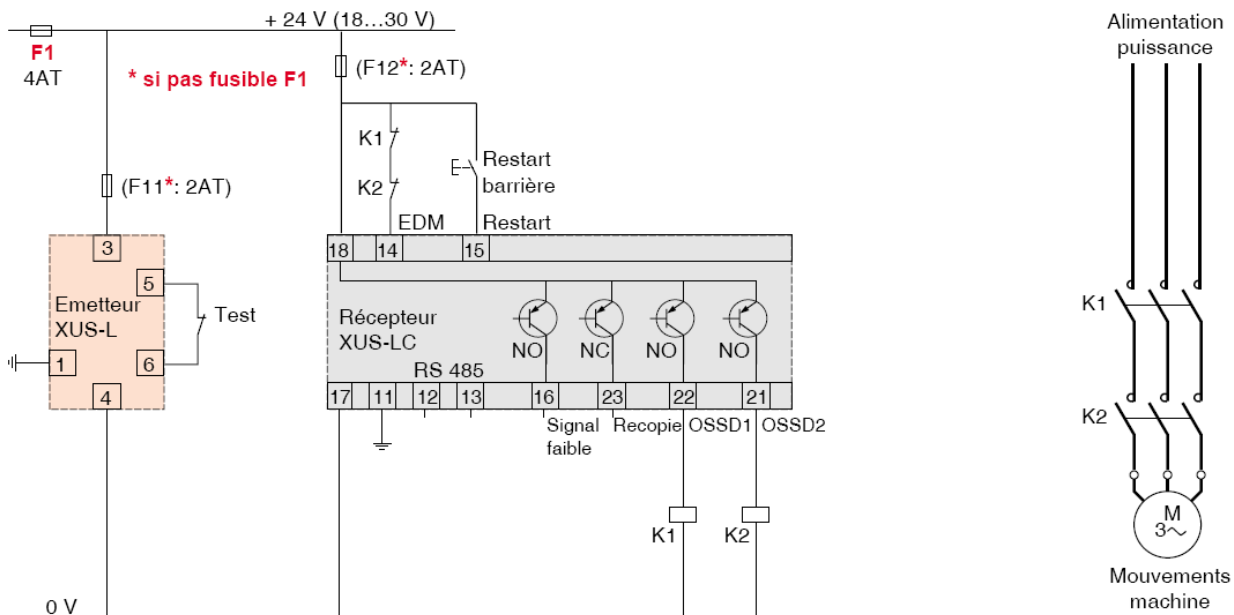 + 24 V (18...30 V)
F1
4AT
* si pas fusible F1
(F12*: 2AT)
(F11*: 2AT)
K1
K2
Restart
barrière
EDM
Restart
3
5
Emetteur
XUS-L
1
6
4
Test
18
14
15
Récepteur
XUS-LC
NO
NC
NO
NO
RS 485
17
11
12
13
16
23
22
21
Signal
faible
Recopie
OSSD1
OSSD2
K1
K2
0 V
Alimentation
puissance
K1
K2
M
3~
Mouvements
machine